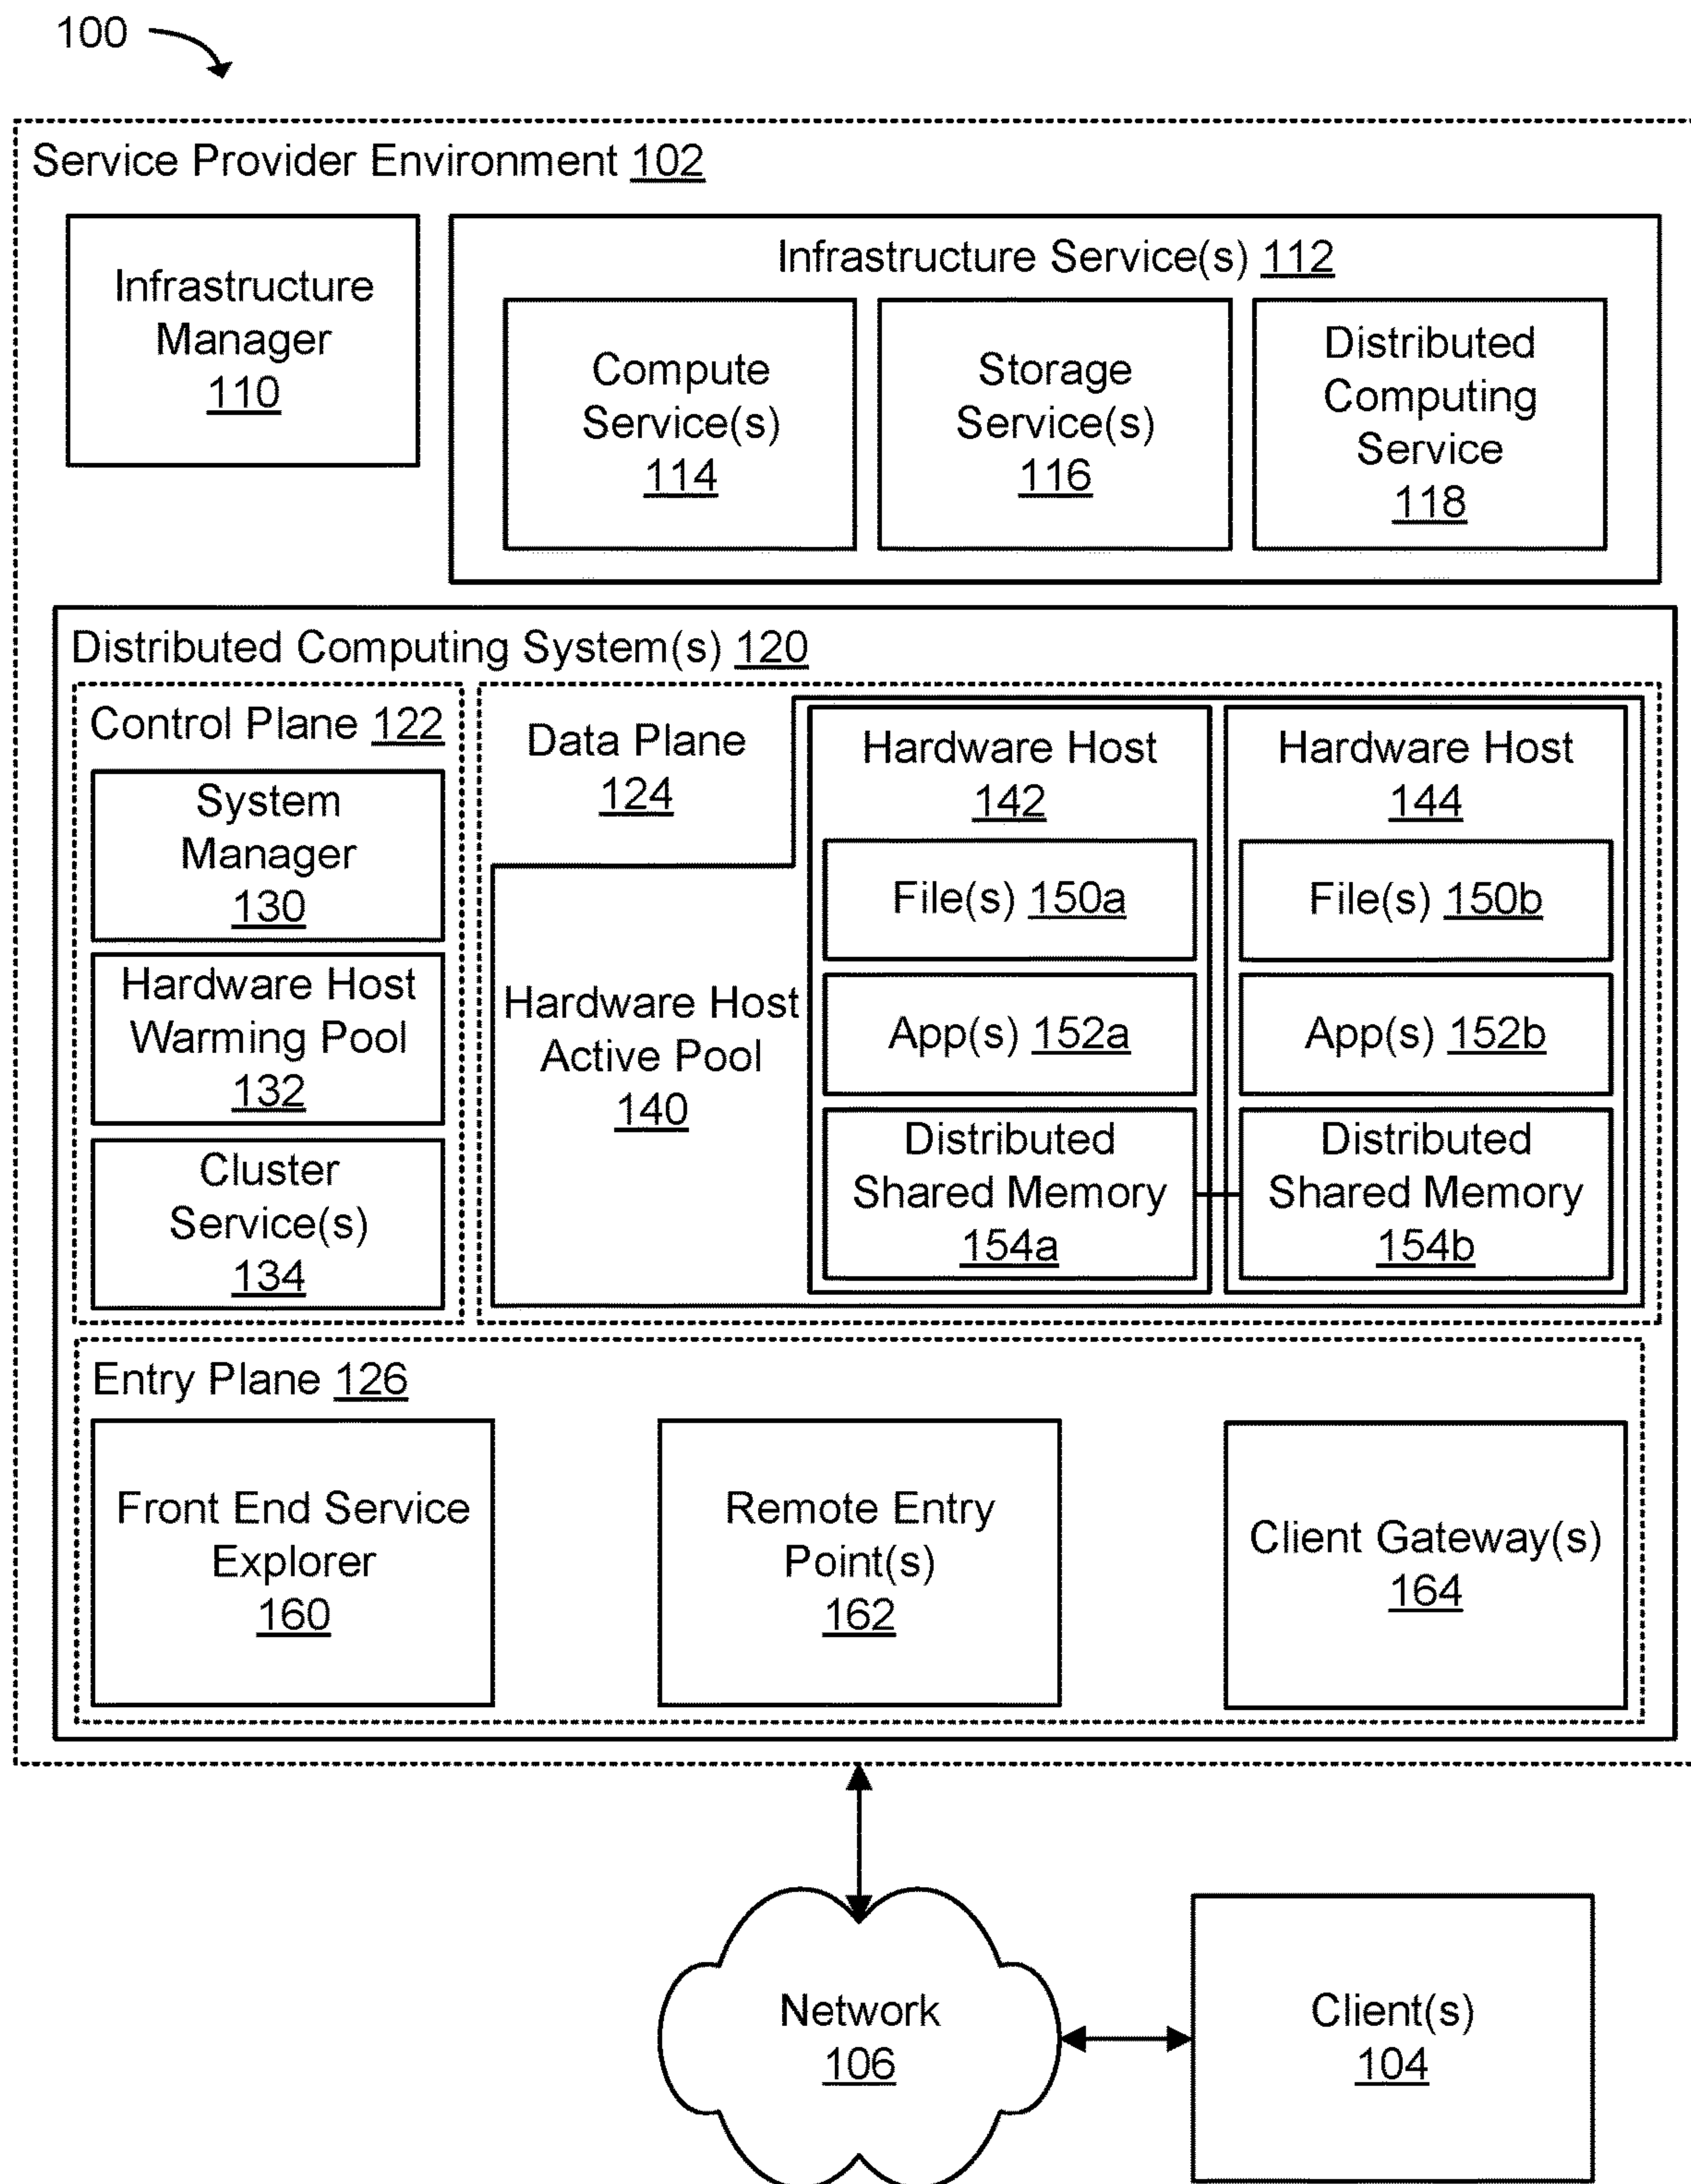 100
Service Provider Environment 102
Infrastructure
Manager
110
Infrastructure Service(s) 112
Compute
Service(s)
114
Storage
Service(s)
116
Distributed
Computing
Service
118
Distributed Computing System(s) 120
Control Plane 122
System
Manager
130
Hardware Host
Warming Pool
132
Cluster
Service(s)
134
Data Plane
124
Hardware Host
Active Pool
140
Hardware Host
142
File(s) 150a
App(s) 152a
Distributed
Shared Memory
154a
Hardware Host
144
File(s) 150b
App(s) 152b
Distributed
Shared Memory
154b
Entry Plane 126
Front End Service
Explorer
160
Remote Entry
Point(s)
162
Client Gateway(s)
164
Network
106
Client(s)
104